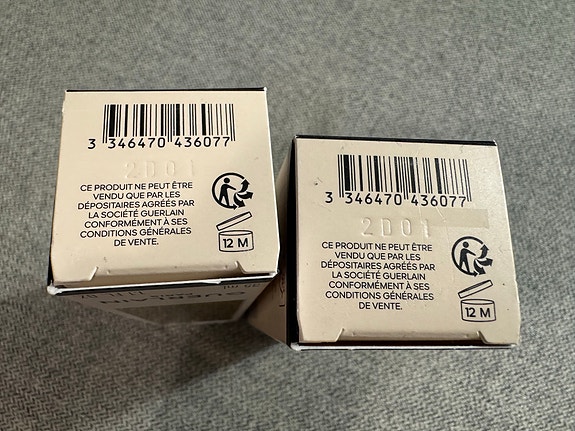 3 346470 436077
2D01
CE PRODUIT NE PEUT ÊTRE
VENDU QUE PAR LES
DÉPOSITAIRES AGRÉÉS PAR
LA SOCIÉTÉ GUERLAIN
CONFORMÉMENT À SES
CONDITIONS GÉNÉRALES
DE VENTE.
12 M
GUERLAIN
3 346470 436077
2D01
CE PRODUIT NE PEUT ÊTRE
VENDU QUE PAR LES
DÉPOSITAIRES AGRÉÉS PAR
LA SOCIÉTÉ GUERLAIN
CONFORMÉMENT À SES
CONDITIONS GÉNÉRALES
DE VENTE.
12 M